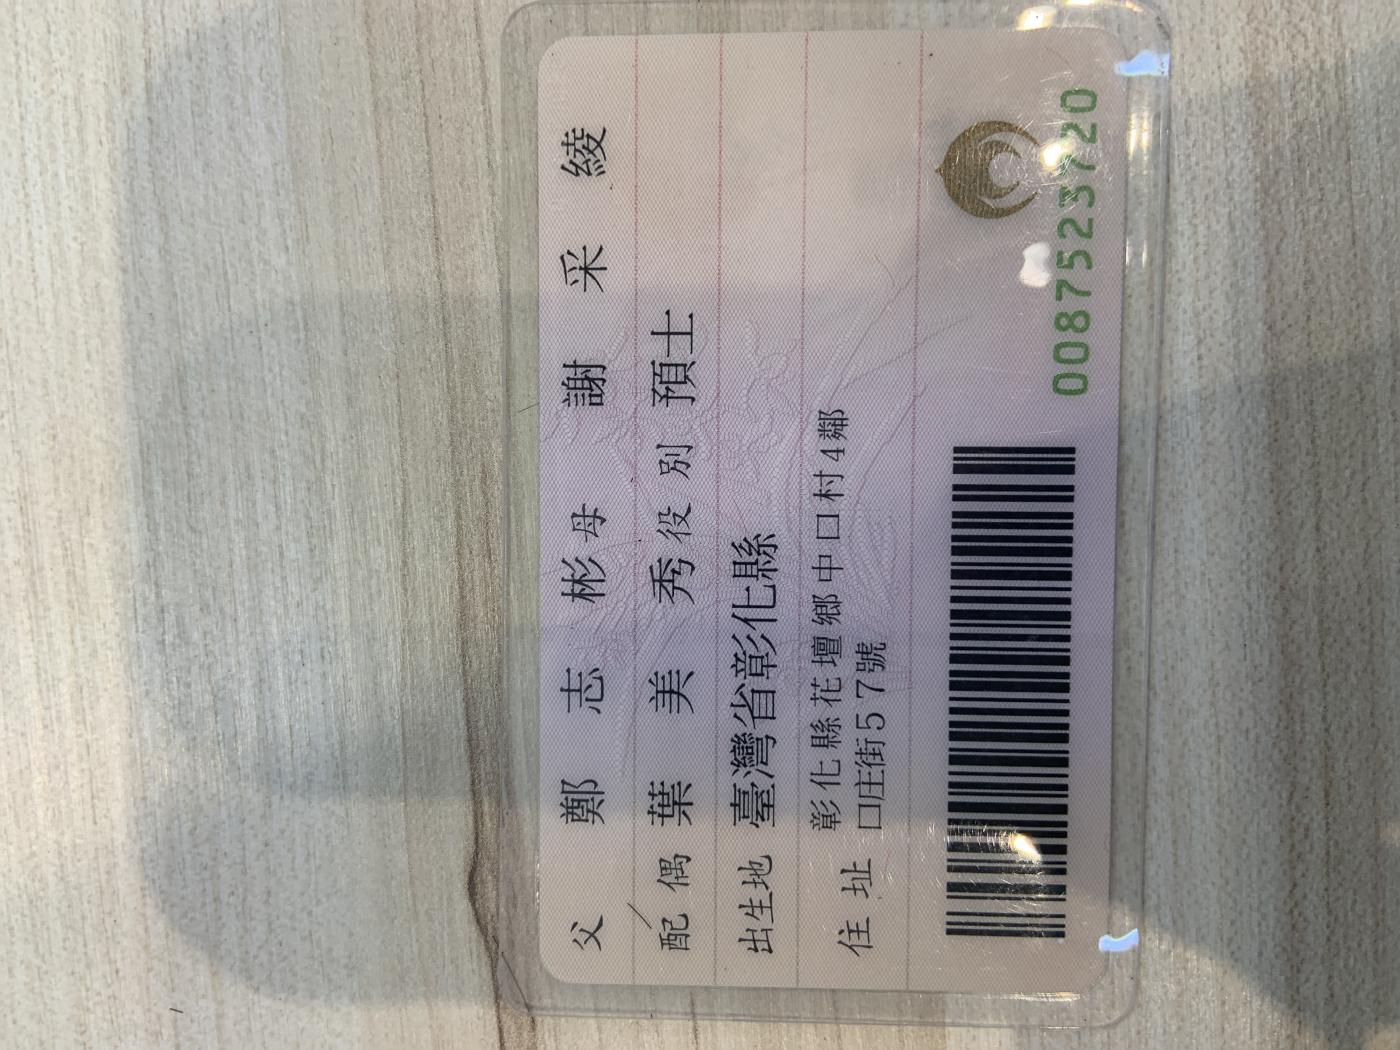 父 鄭志彬 母 謝采綾
配偶 葉美秀 役別 預士
出生地 臺灣省彰化縣
住址 彰化縣花壇鄉中口村4鄰
口庄街57號
0087523720